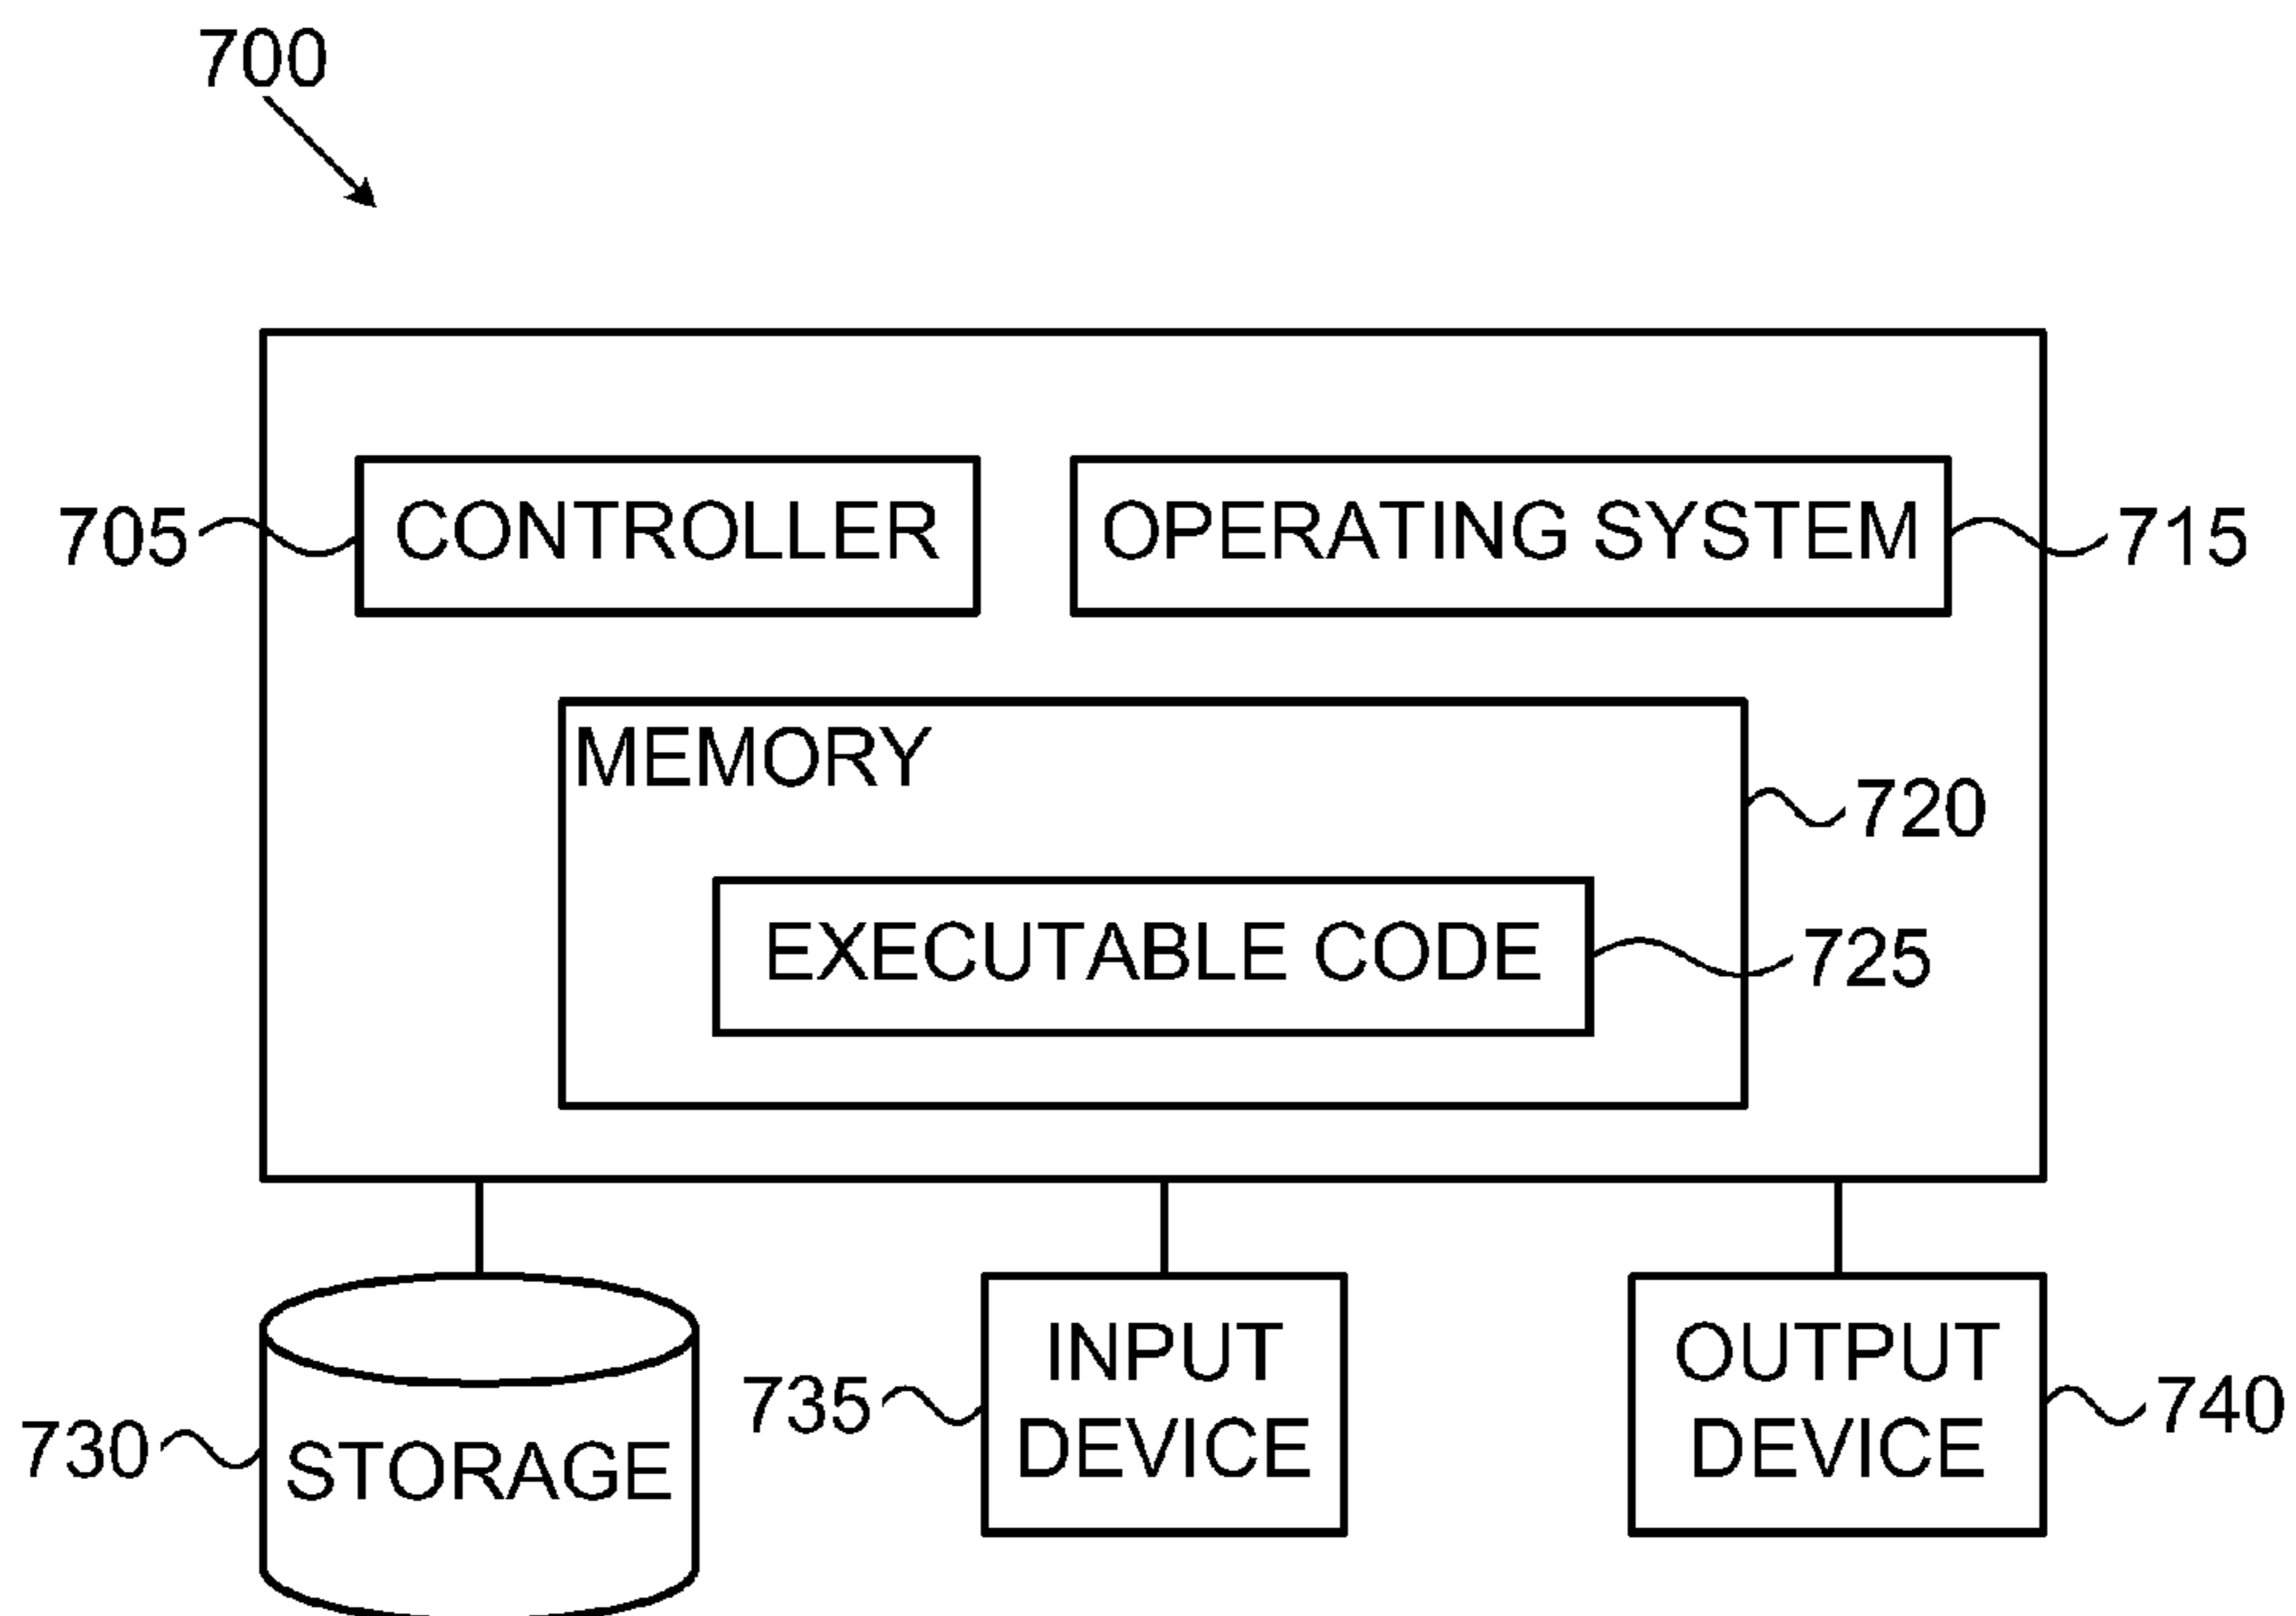 700
705
CONTROLLER
OPERATING SYSTEM
715
MEMORY
720
EXECUTABLE CODE
725
730
STORAGE
735
INPUT
DEVICE
OUTPUT
DEVICE
740